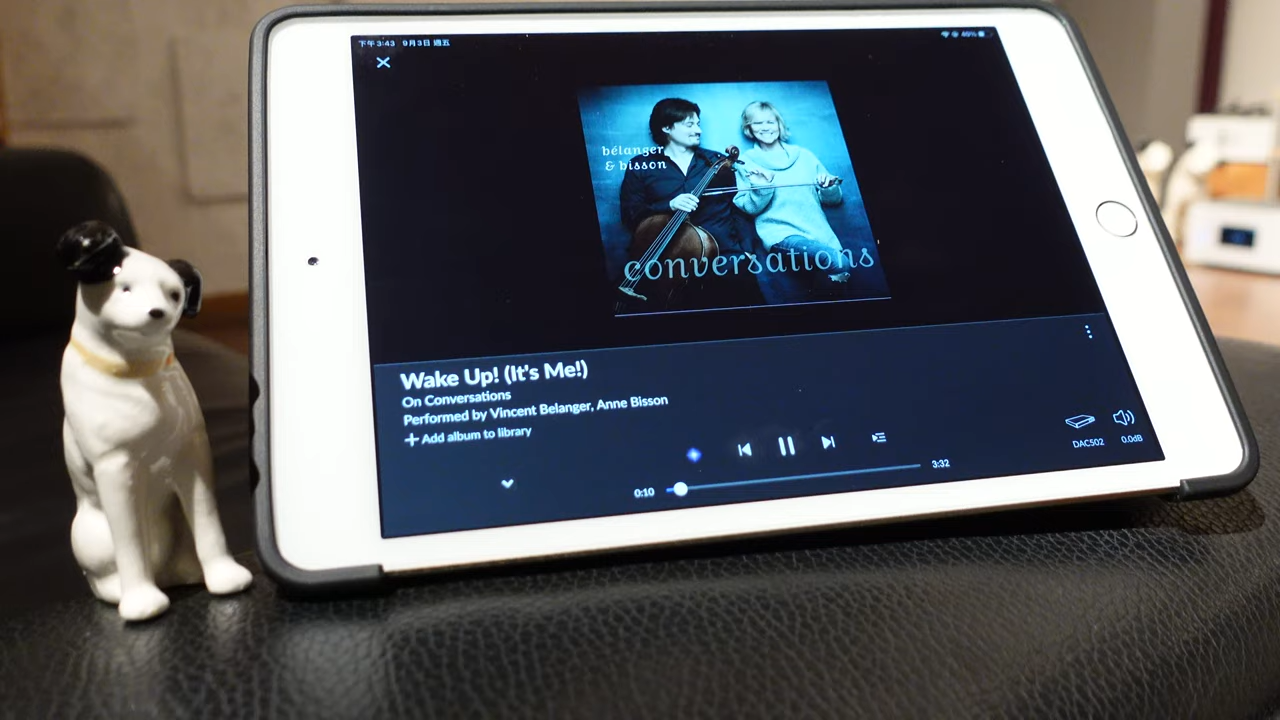 下午3:43 9月3日 週五
46%
bélanger
& bisson
conversations
Wake Up! (It's Me!)
On Conversations
Performed by Vincent Belanger, Anne Bisson
Add album to library
0:10
3:32
DAC502
0.0dB